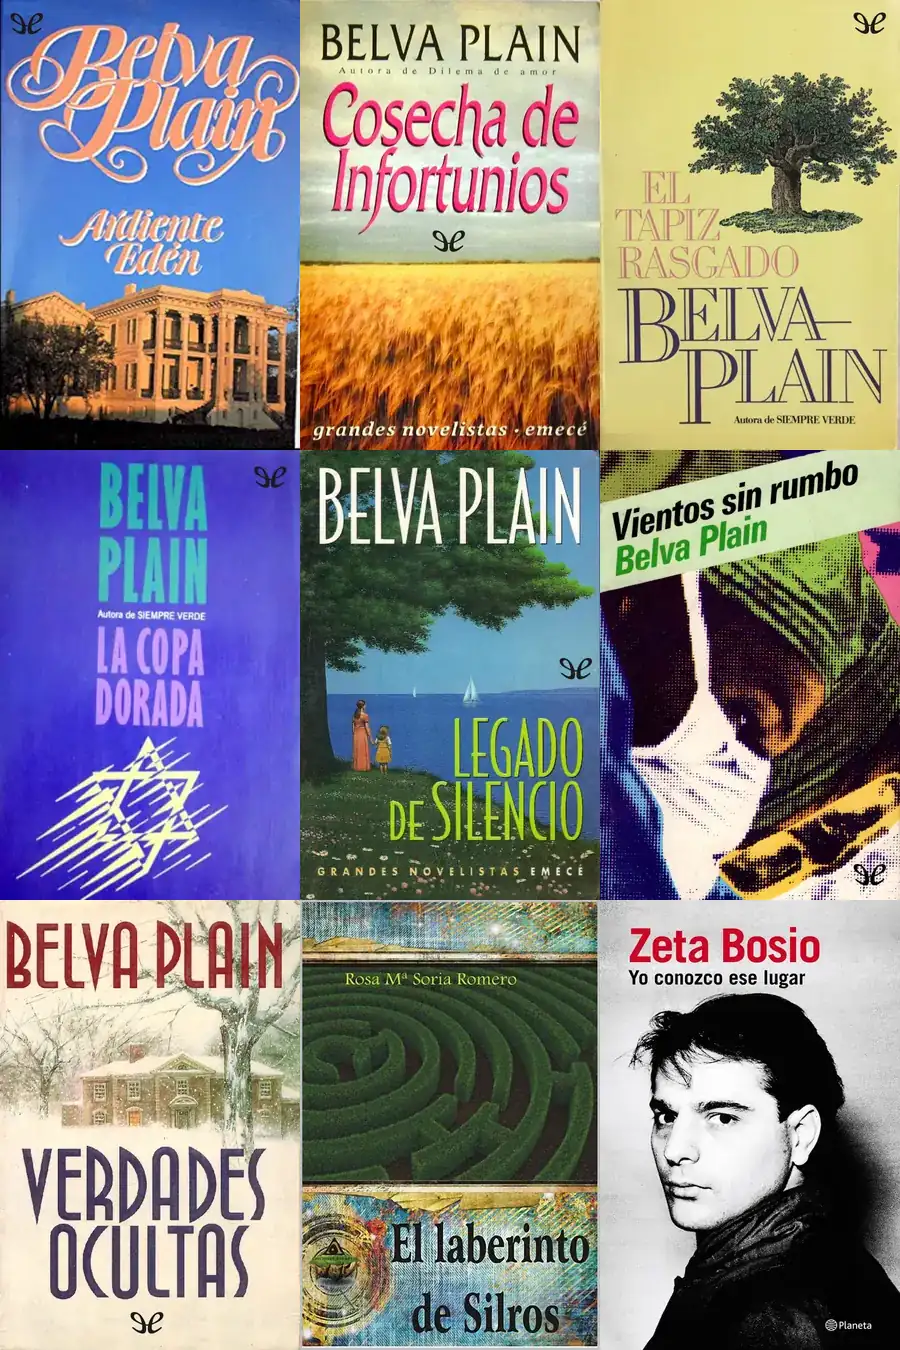 Belva
Plain
Ardiente
Edén
BELVA PLAIN
Autora de Dilema de amor
Cosecha de
Infortunios
grandes novelistas · emecé
EL
TAPIZ
RASGADO
BELVA
PLAIN
Autora de SIEMPRE VERDE
BELVA
PLAIN
Autora de SIEMPRE VERDE
LA COPA
DORADA
BELVA PLAIN
LEGADO
DE SILENCIO
GRANDES NOVELISTAS EMECÉ
Vientos sin rumbo
Belva Plain
BELVA PLAIN
VERDADES
OCULTAS
Rosa Mª Soria Romero
El laberinto
de Silros
Zeta Bosio
Yo conozco ese lugar
Planeta